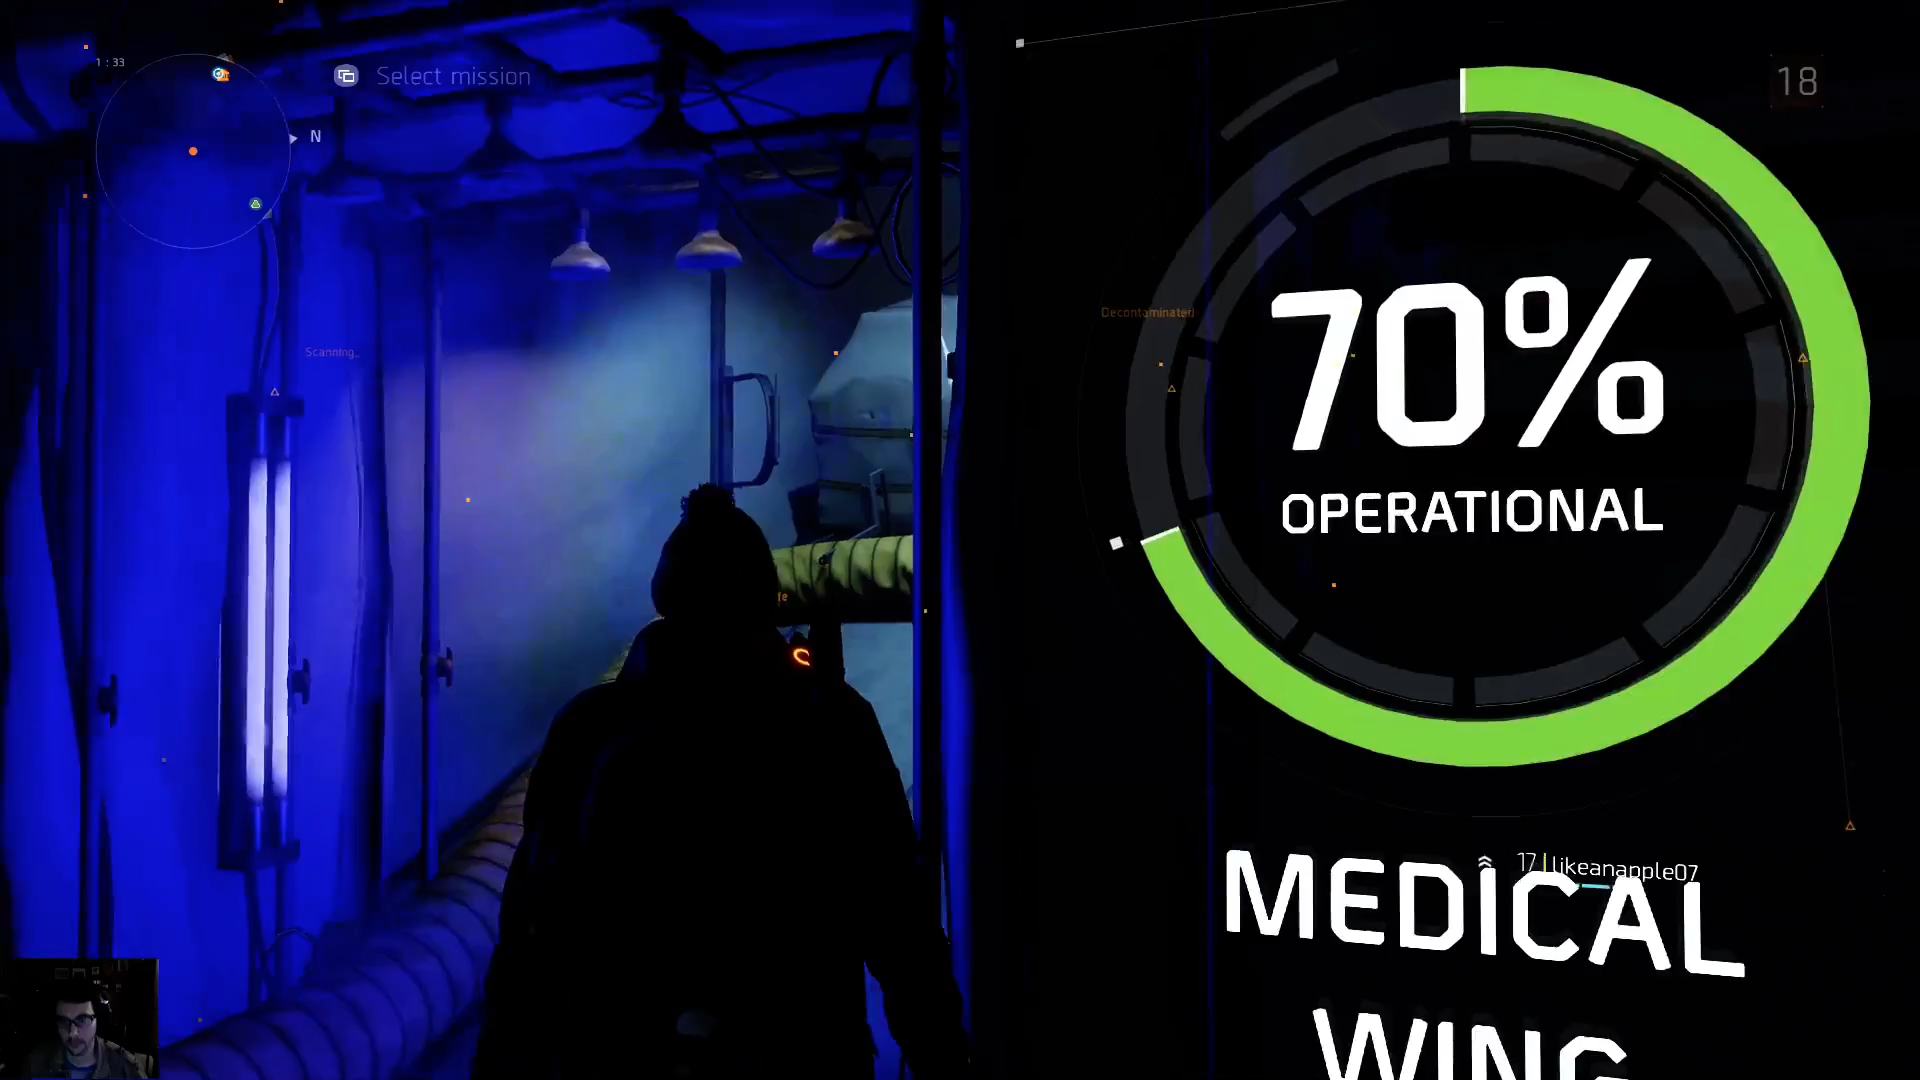 1 : 33
Select mission
N
18
Scanning..
Decontaminated
70%
OPERATIONAL
17 likeanapple07
MEDICAL
WING